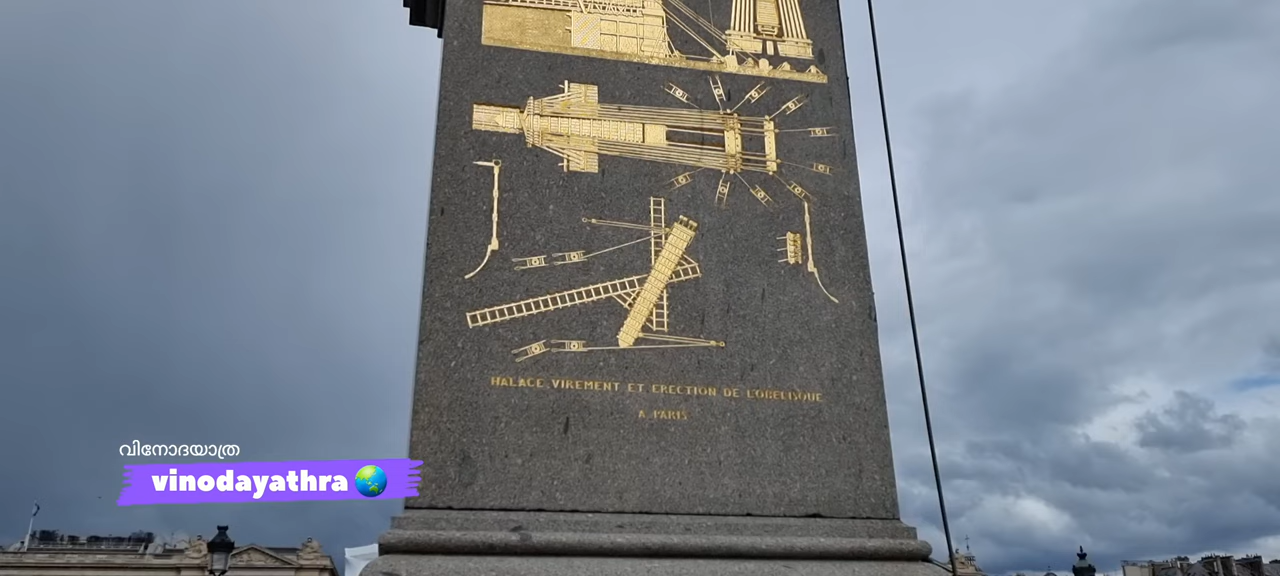 HALAGE, VIREMENT ET ERECTION DE L'OBELISQUE
A PARIS
വിനോദയാത്ര
vinodayathra